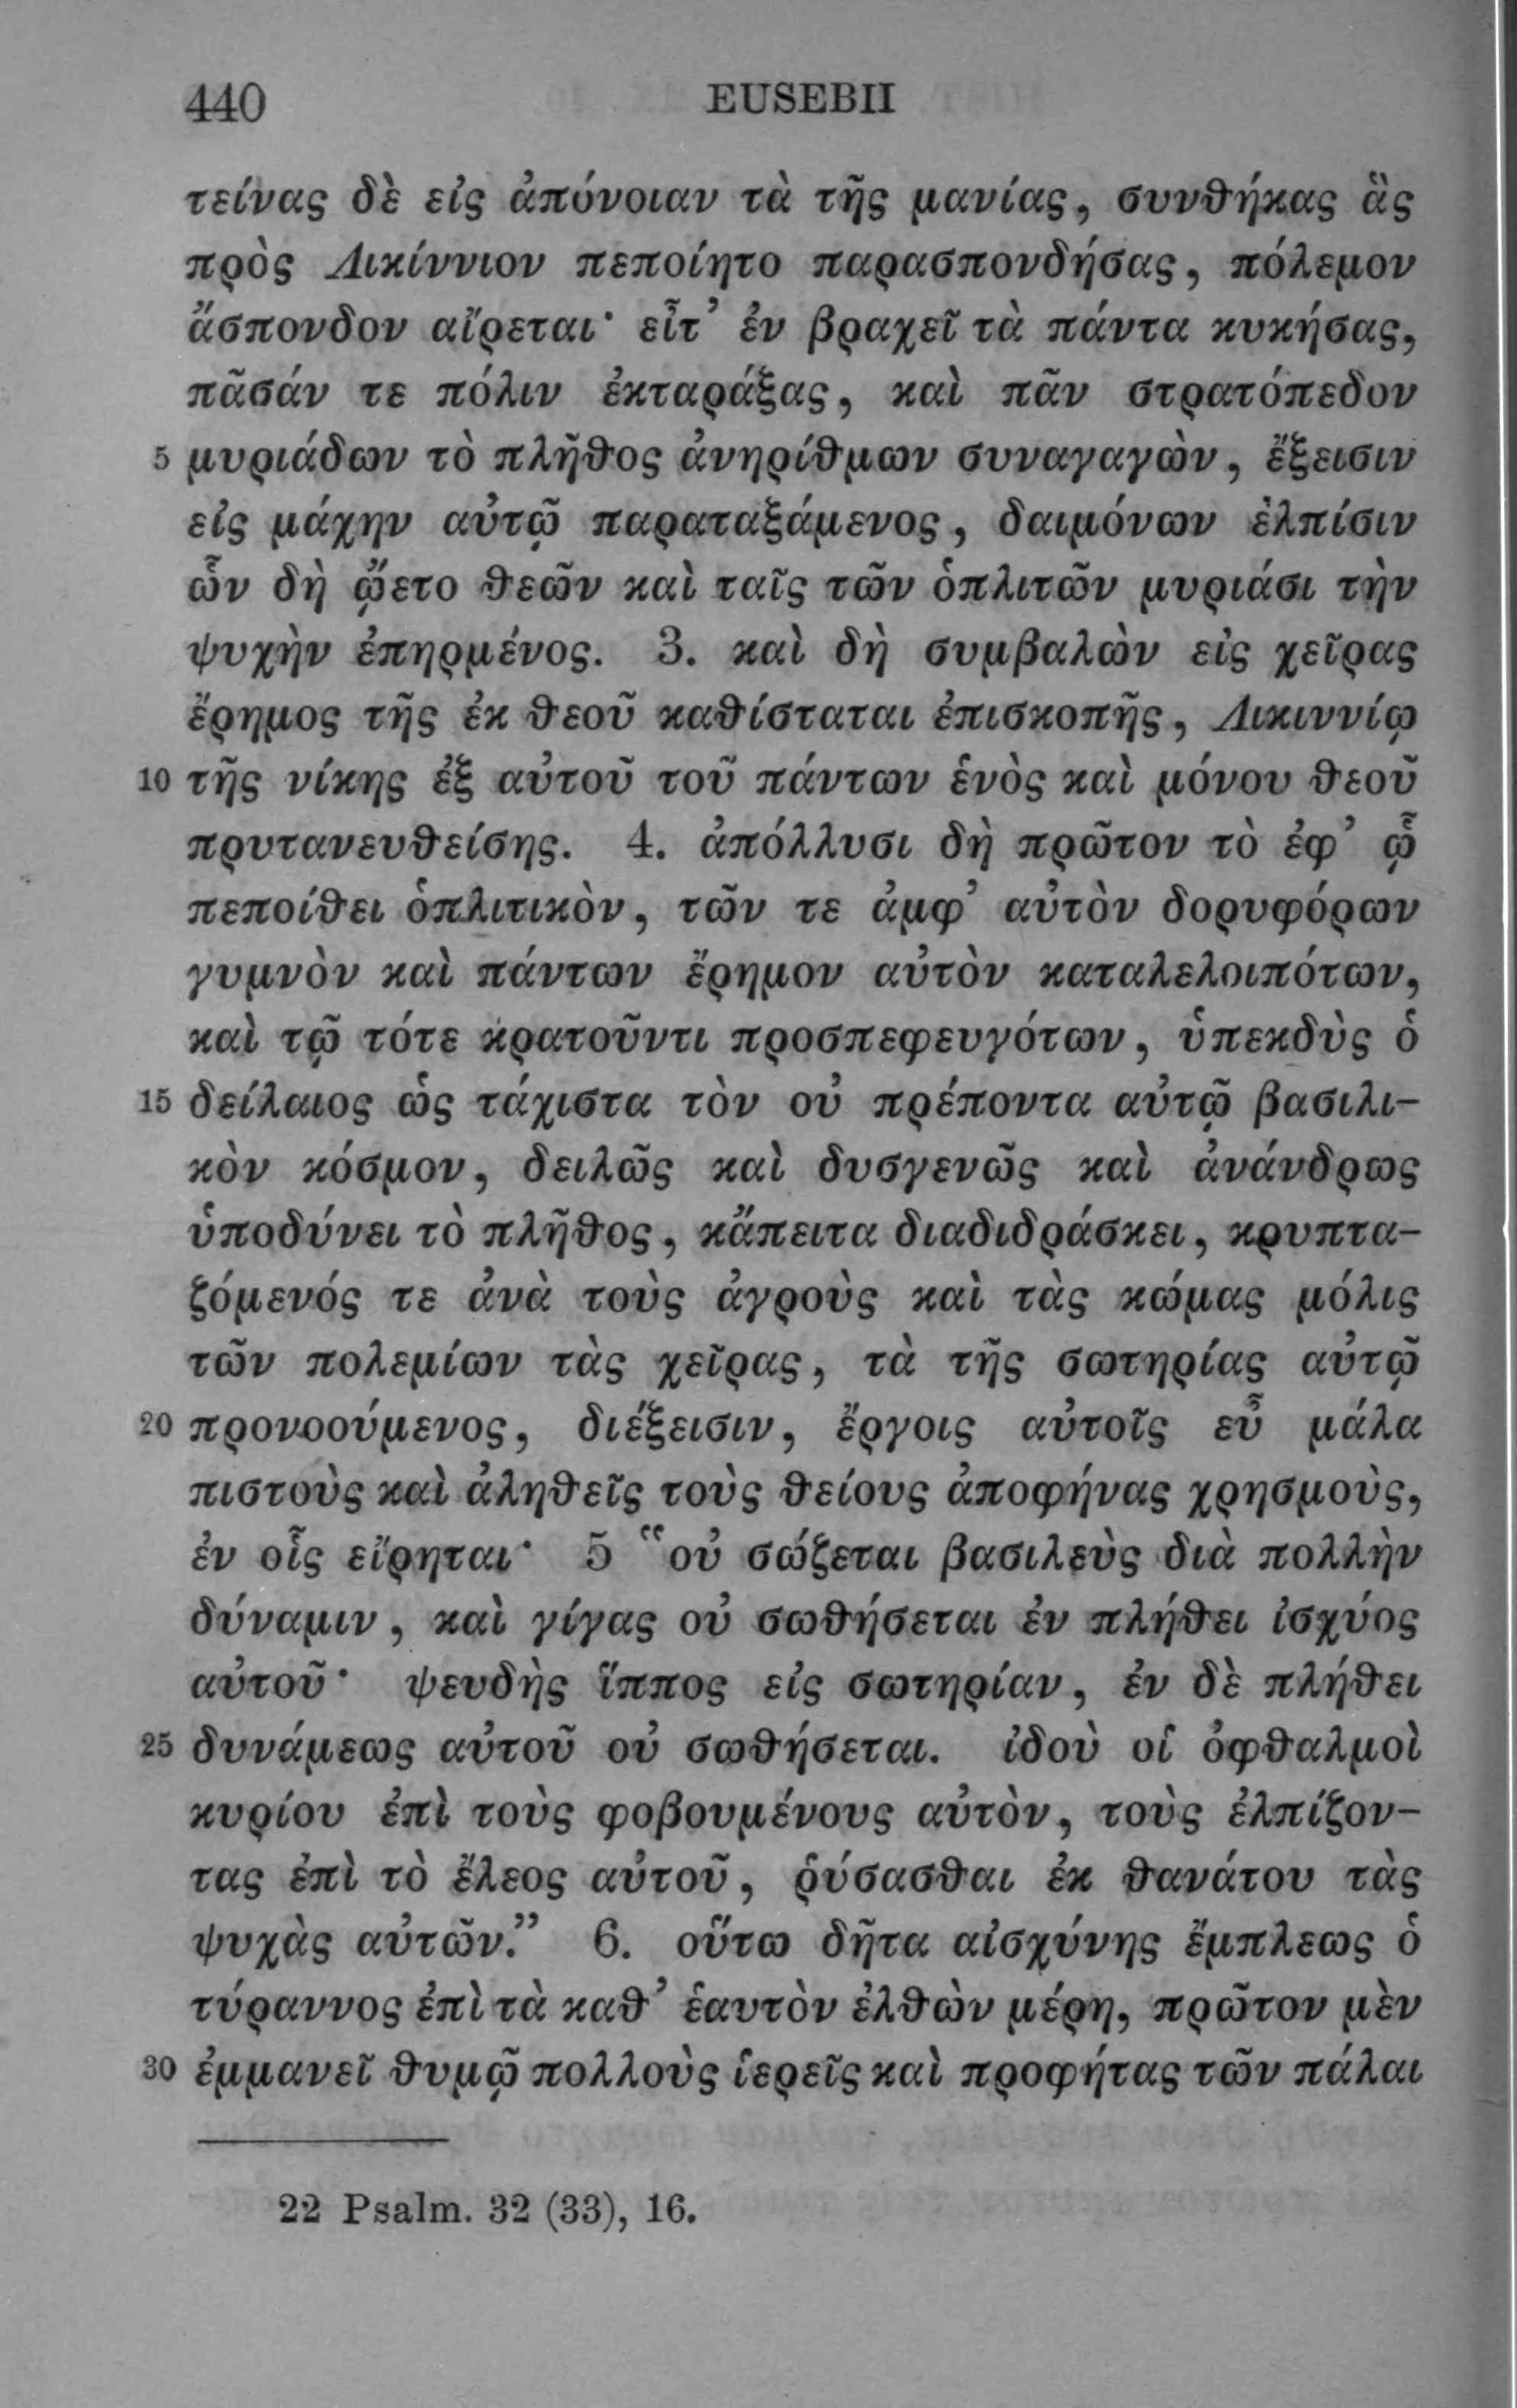 440 EUSEBII
τείνας δὲ εἰς ἀπόνοιαν τὰ τῆς μανίας, συνθήκας ἃς
πρὸς Λικίννιον πεποίητο παρασπονδήσας, πόλεμον
ἄσπονδον αἴρεται· εἶτ᾽ ἐν βραχεῖ τὰ πάντα κυκήσας,
πᾶσάν τε πόλιν ἐκταράξας, καὶ πᾶν στρατόπεδον
5 μυριάδων τὸ πλῆθος ἀνηρίθμων συναγαγὼν, ἔξεισιν
εἰς μάχην αὐτῷ παραταξάμενος, δαιμόνων ἐλπίσιν
ὧν δὴ ᾤετο θεῶν καὶ ταῖς τῶν ὁπλιτῶν μυριάσι τὴν
ψυχὴν ἐπηρμένος. 3. καὶ δὴ συμβαλὼν εἰς χεῖρας
ἔρημος τῆς ἐκ θεοῦ καθίσταται ἐπισκοπῆς, Λικιννίῳ
10 τῆς νίκης ἐξ αὐτοῦ τοῦ πάντων ἑνὸς καὶ μόνου θεοῦ
πρυτανευθείσης. 4. ἀπόλλυσι δὴ πρῶτον τὸ ἐφ᾽ ᾧ
πεποίθει ὁπλιτικὸν, τῶν τε ἀμφ᾽ αὐτὸν δορυφόρων
γυμνὸν καὶ πάντων ἔρημον αὐτὸν καταλελοιπότων,
καὶ τῷ τότε κρατοῦντι προσπεφευγότων, ὑπεκδὺς ὁ
15 δείλαιος ὡς τάχιστα τὸν οὐ πρέποντα αὐτῷ βασιλι-
κὸν κόσμον, δειλῶς καὶ δυσγενῶς καὶ ἀνάνδρως
ὑποδύνει τὸ πλῆθος, κἄπειτα διαδιδράσκει, κρυπτα-
ζόμενός τε ἀνὰ τοὺς ἀγροὺς καὶ τὰς κώμας μόλις
τῶν πολεμίων τὰς χεῖρας, τὰ τῆς σωτηρίας αὐτῷ
20 προνοούμενος, διέξεισιν, ἔργοις αὐτοῖς εὖ μάλα
πιστοὺς καὶ ἀληθεῖς τοὺς θείους ἀποφήνας χρησμοὺς,
ἐν οἷς εἴρηται· 5 “οὐ σώζεται βασιλεὺς διὰ πολλὴν
δύναμιν, καὶ γίγας οὐ σωθήσεται ἐν πλήθει ἰσχύος
αὐτοῦ· ψευδὴς ἵππος εἰς σωτηρίαν, ἐν δὲ πλήθει
25 δυνάμεως αὐτοῦ οὐ σωθήσεται. ἰδοὺ οἱ ὀφθαλμοὶ
κυρίου ἐπὶ τοὺς φοβουμένους αὐτὸν, τοὺς ἐλπίζον-
τας ἐπὶ τὸ ἔλεος αὐτοῦ, ῥύσασθαι ἐκ θανάτου τὰς
ψυχὰς αὐτῶν.” 6. οὕτω δῆτα αἰσχύνης ἔμπλεως ὁ
τύραννος ἐπὶ τὰ καθ᾽ ἑαυτὸν ἐλθὼν μέρη, πρῶτον μὲν
30 ἐμμανεῖ θυμῷ πολλοὺς ἱερεῖς καὶ προφήτας τῶν πάλαι
22 Psalm. 32 (33), 16.